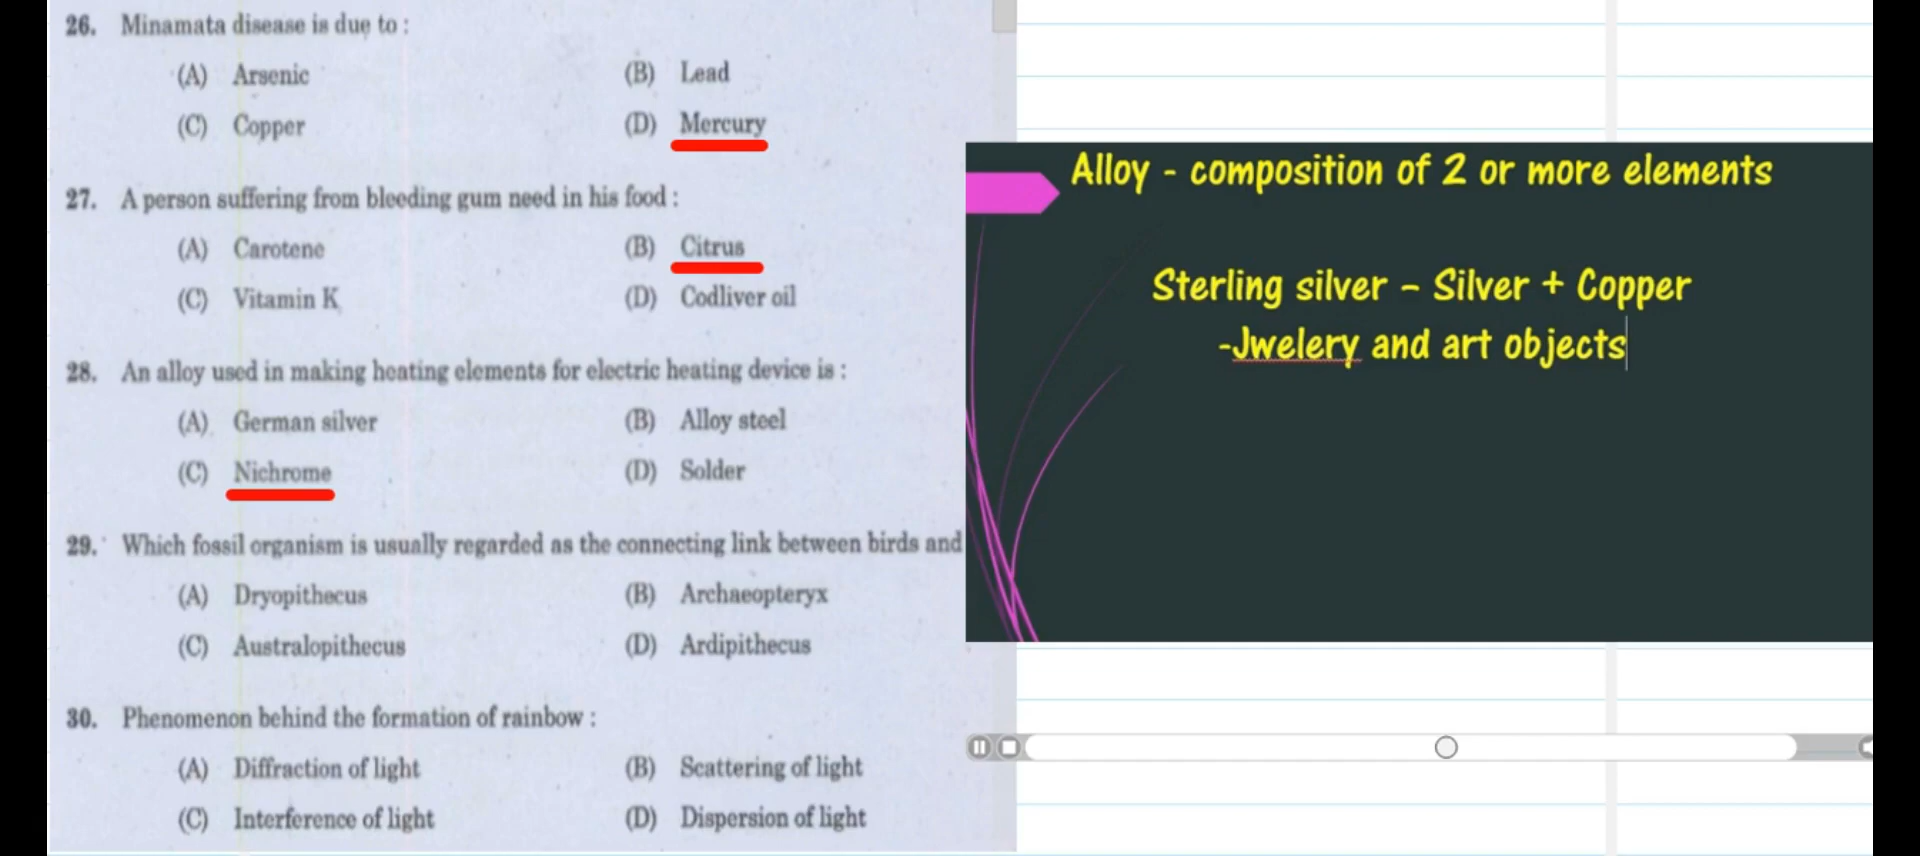 26. Minamata disease is due to :
(A) Arsenic (B) Lead
(C) Copper (D) Mercury
27. A person suffering from bleeding gum need in his food :
(A) Carotene (B) Citrus
(C) Vitamin K (D) Codliver oil
28. An alloy used in making heating elements for electric heating device is :
(A) German silver (B) Alloy steel
(C) Nichrome (D) Solder
29. Which fossil organism is usually regarded as the connecting link between birds and
(A) Dryopithecus (B) Archaeopteryx
(C) Australopithecus (D) Ardipithecus
30. Phenomenon behind the formation of rainbow :
(A) Diffraction of light (B) Scattering of light
(C) Interference of light (D) Dispersion of light
Alloy - composition of 2 or more elements
Sterling silver – Silver + Copper
-Jwelery and art objects